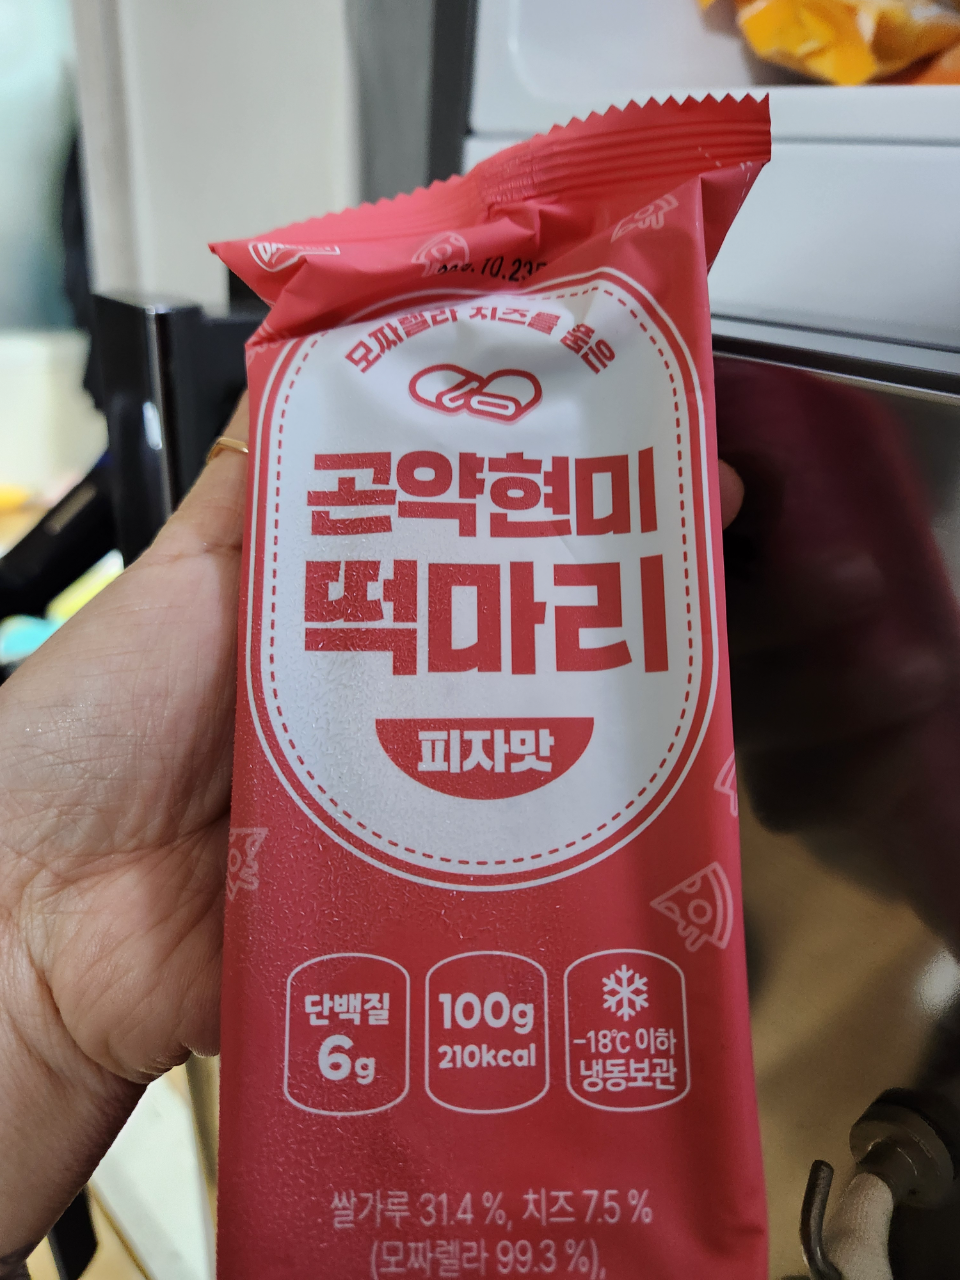 .10.23
모짜렐라 치즈를 품은
곤약현미
떡마리
피자맛
단백질
6g
100g
210kcal
-18℃ 이하
냉동보관
쌀가루 31.4 %, 치즈 7.5 %
(모짜렐라 99.3 %),